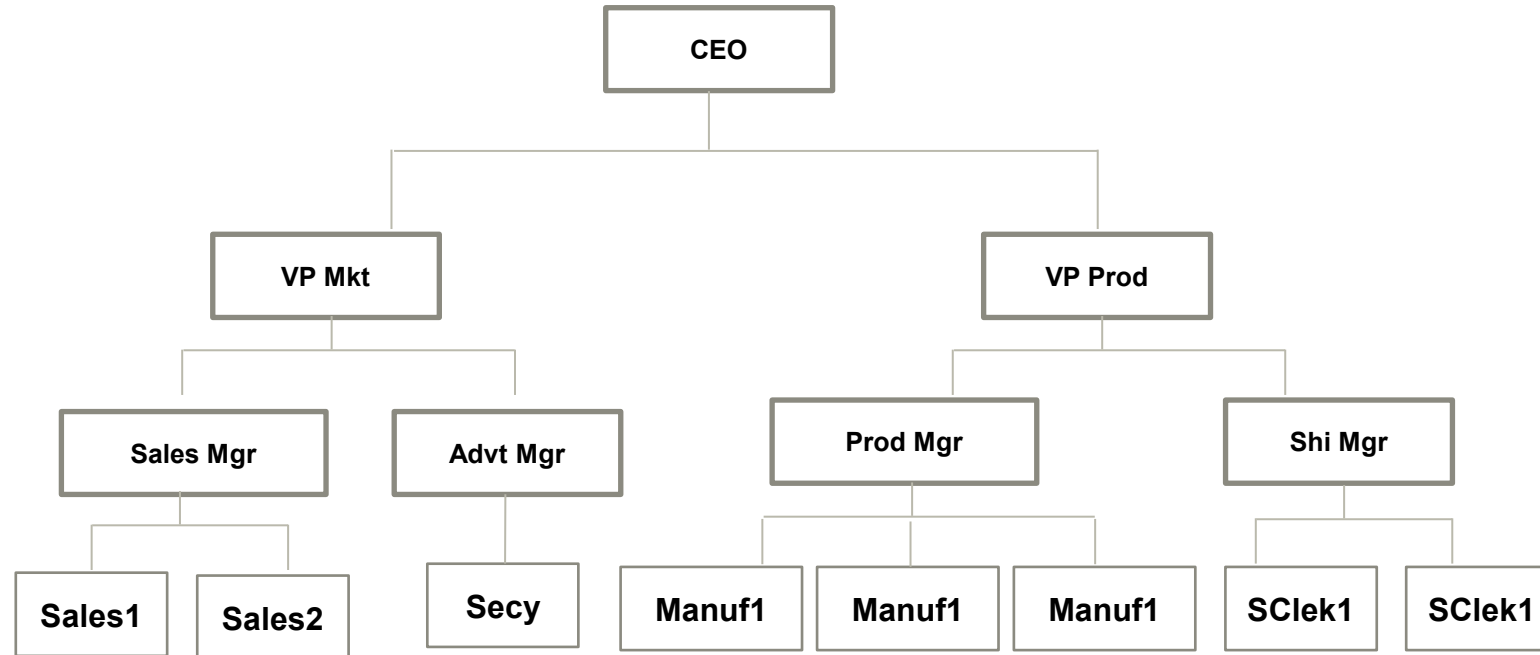 CEO
VP Mkt
VP Prod
Sales Mgr
Advt Mgr
Prod Mgr
Shi Mgr
Sales1
Sales2
Secy
Manuf1
Manuf1
Manuf1
SClek1
SClek1